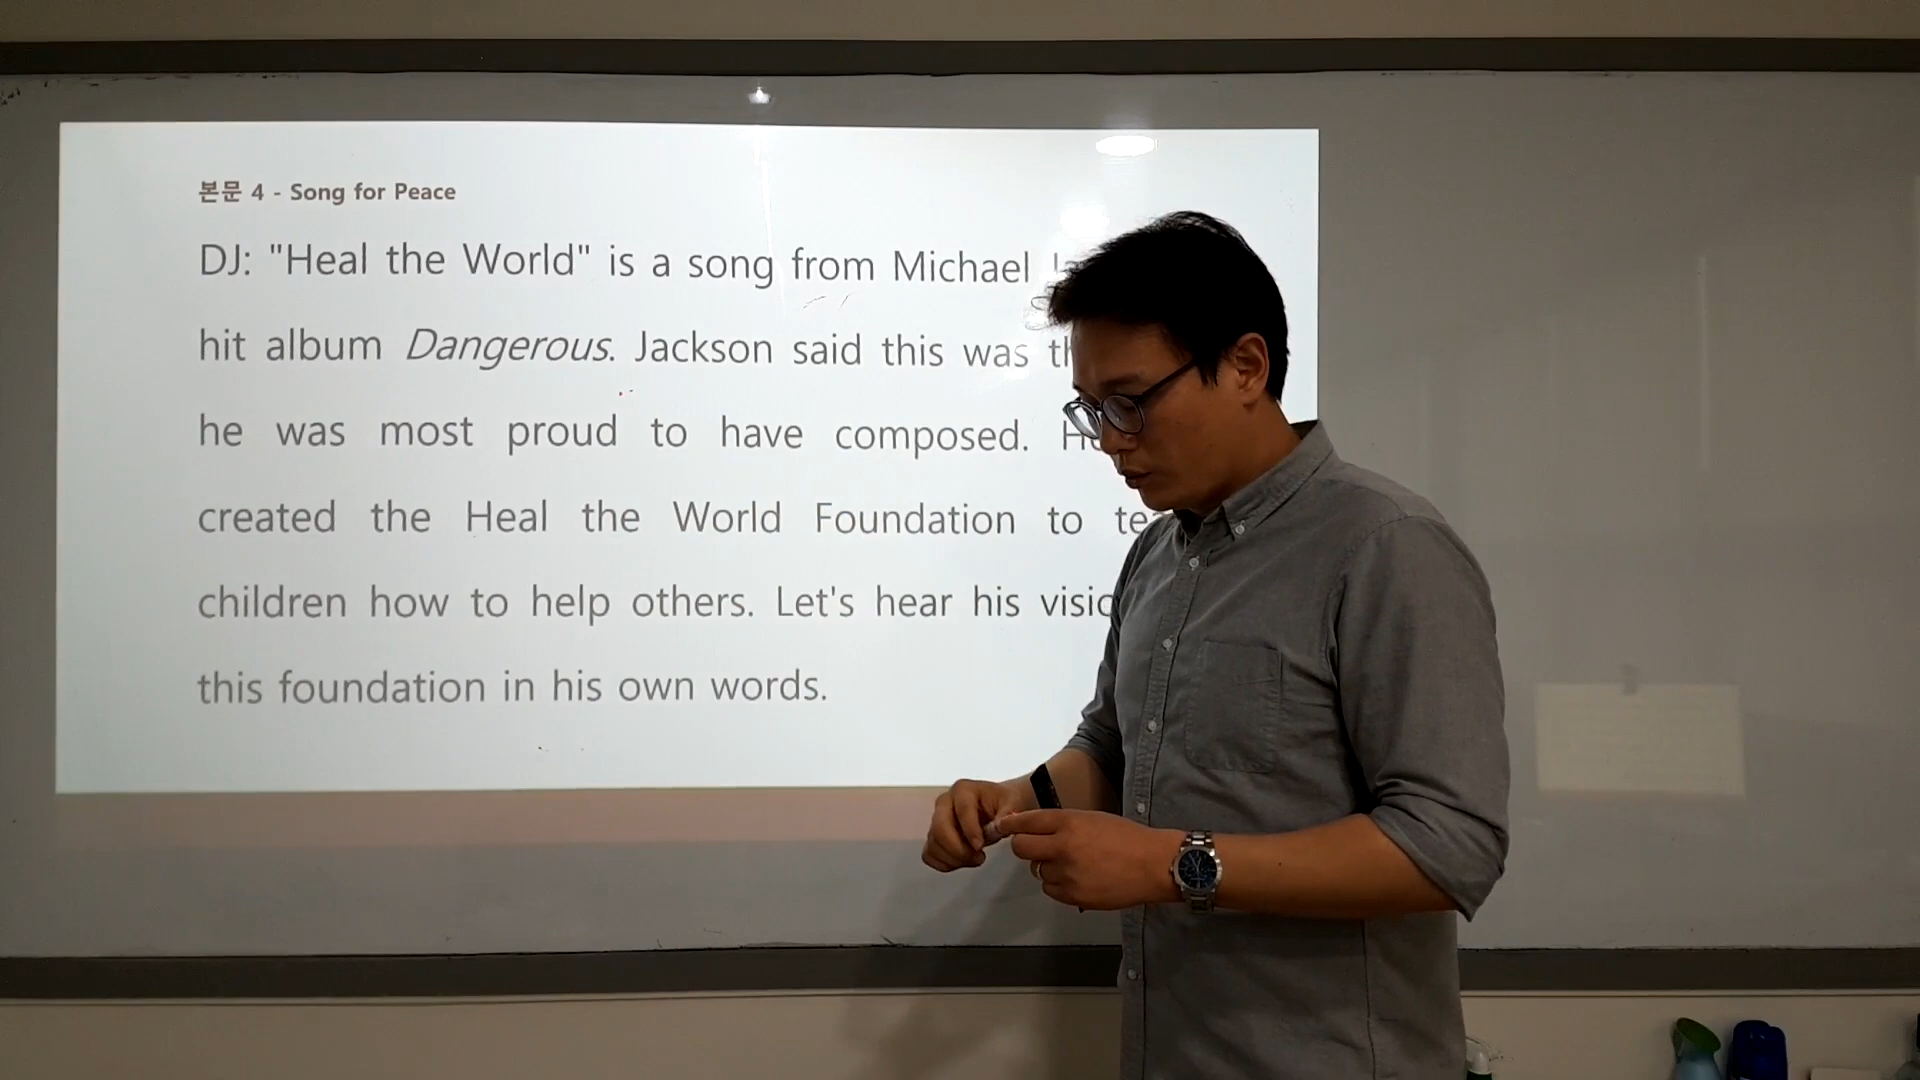 본문 4 - Song for Peace
DJ: "Heal the World" is a song from Michael
hit album Dangerous. Jackson said this was
he was most proud to have composed.
created the Heal the World Foundation to
children how to help others. Let's hear his
this foundation in his own words.